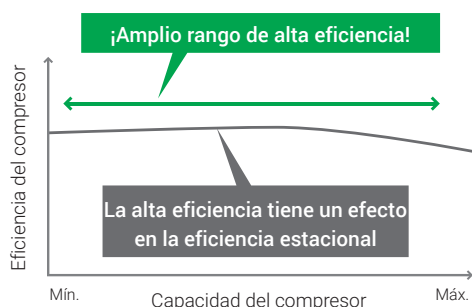 ¡Amplio rango de alta eficiencia!
Eficiencia del compresor
La alta eficiencia tiene un efecto
en la eficiencia estacional
Mín.
Capacidad del compresor
Máx.